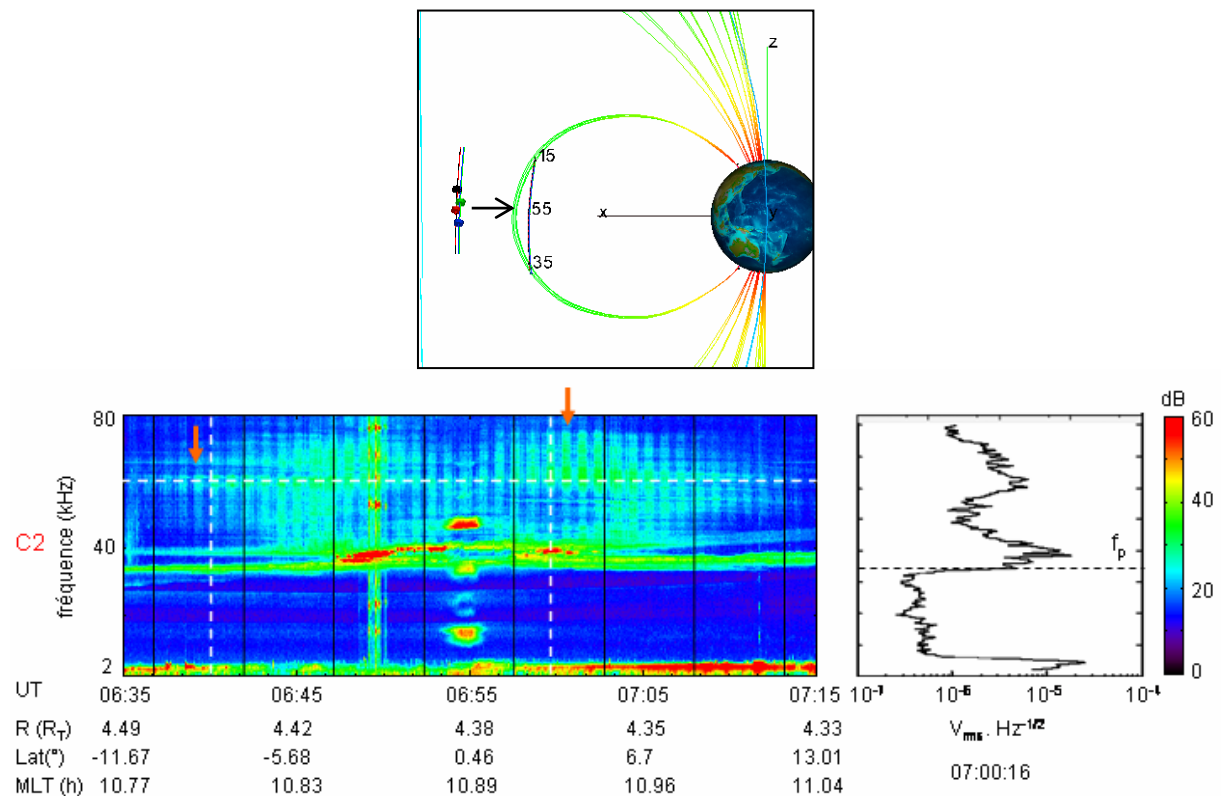 z
15
55
x
y
35
dB
80
60
40
C2
fréquence (kHz)
40
f_p
20
2
0
UT 06:35 06:45 06:55 07:05 07:15
10⁻⁷ 10⁻⁶ 10⁻⁵ 10⁻⁴
R (R_T) 4.49 4.42 4.38 4.35 4.33
V_rms . Hz^-1/2
Lat(°) -11.67 -5.68 0.46 6.7 13.01
07:00:16
MLT (h) 10.77 10.83 10.89 10.96 11.04